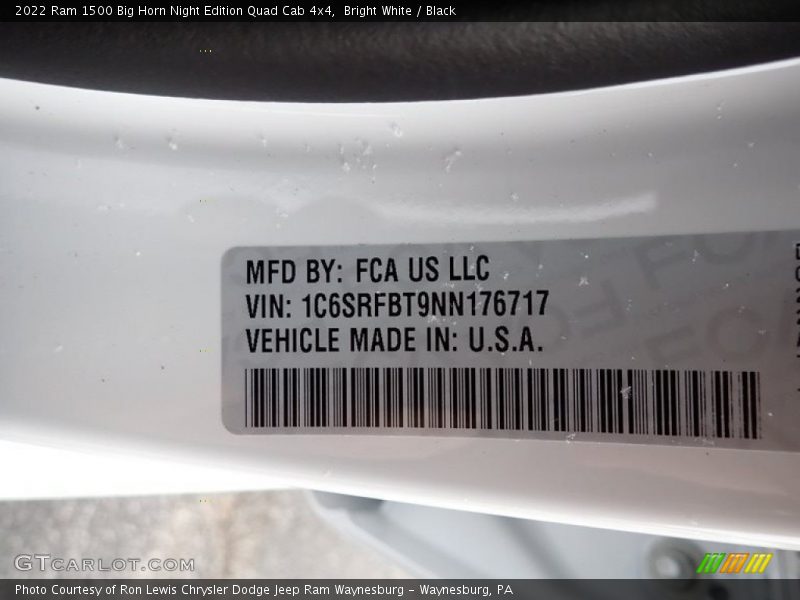 2022 Ram 1500 Big Horn Night Edition Quad Cab 4x4,  Bright White / Black
MFD BY: FCA US LLC
VIN: 1C6SRFBT9NN176717
VEHICLE MADE IN: U.S.A.
GTCARLOT.COM
Photo Courtesy of Ron Lewis Chrysler Dodge Jeep Ram Waynesburg - Waynesburg, PA